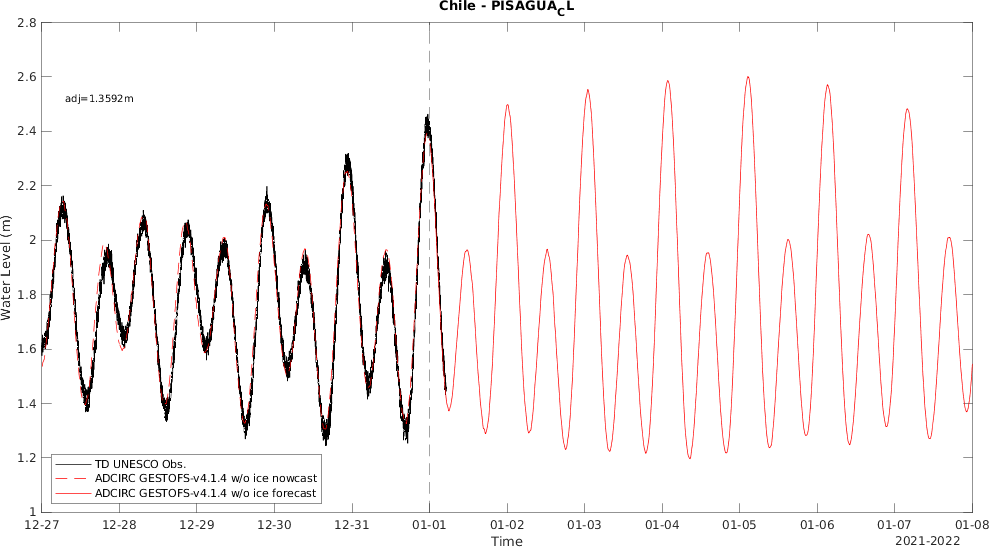 Chile - PISAGUA_CL
2.8
2.6
adj=1.3592m
2.4
2.2
2
1.8
1.6
1.4
1.2
1
Water Level (m)
TD UNESCO Obs.
ADCIRC GESTOFS-v4.1.4 w/o ice nowcast
ADCIRC GESTOFS-v4.1.4 w/o ice forecast
12-27 12-28 12-29 12-30 12-31 01-01 01-02 01-03 01-04 01-05 01-06 01-07 01-08
Time
2021-2022